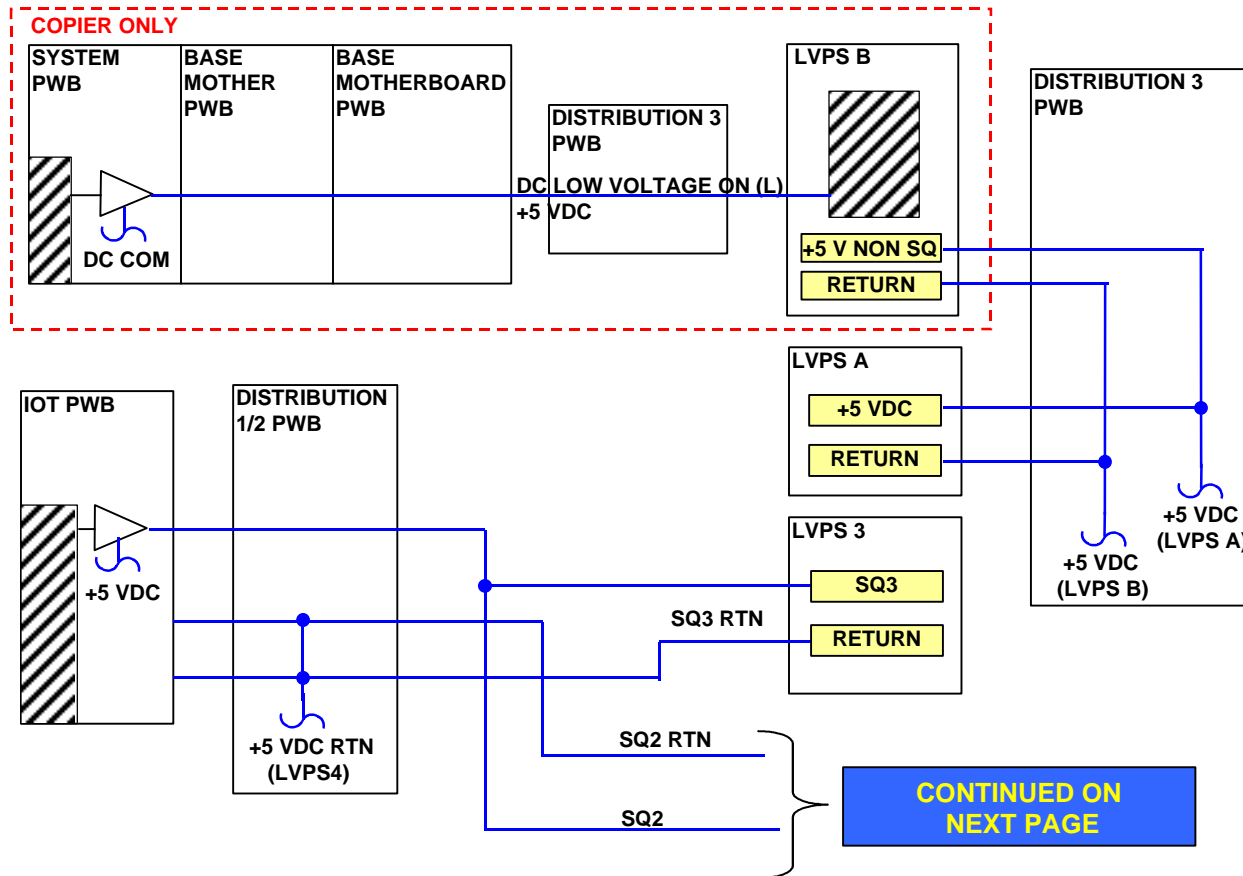 COPIER ONLY
SYSTEM
PWB
BASE
MOTHER
PWB
BASE
MOTHERBOARD
PWB
DISTRIBUTION 3
PWB
LVPS B
DISTRIBUTION 3
PWB
DC LOW VOLTAGE ON (L)
+5 VDC
DC COM
+5 V NON SQ
RETURN
LVPS A
+5 VDC
RETURN
+5 VDC
(LVPS A)
+5 VDC
(LVPS B)
IOT PWB
DISTRIBUTION
1/2 PWB
+5 VDC
LVPS 3
SQ3
RETURN
SQ3 RTN
+5 VDC RTN
(LVPS4)
SQ2 RTN
SQ2
CONTINUED ON
NEXT PAGE